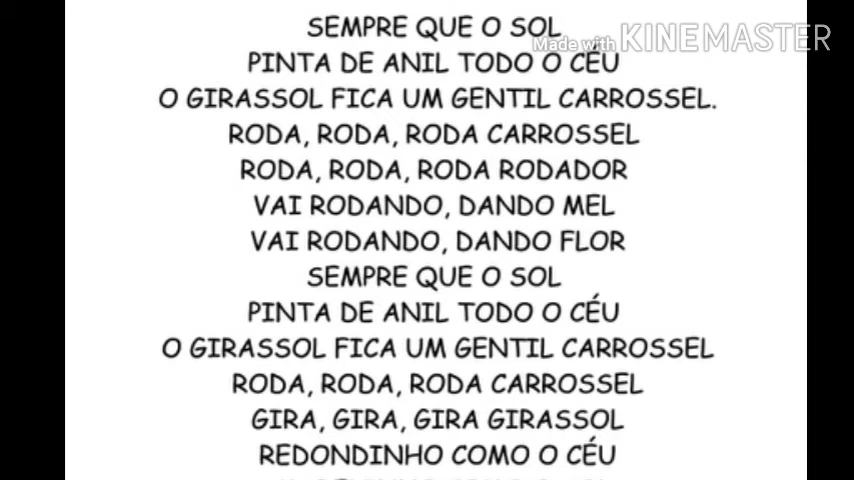 SEMPRE QUE O SOL
Made with KINEMASTER
PINTA DE ANIL TODO O CÉU
O GIRASSOL FICA UM GENTIL CARROSSEL.
RODA, RODA, RODA CARROSSEL
RODA, RODA, RODA RODADOR
VAI RODANDO, DANDO MEL
VAI RODANDO, DANDO FLOR
SEMPRE QUE O SOL
PINTA DE ANIL TODO O CÉU
O GIRASSOL FICA UM GENTIL CARROSSEL
RODA, RODA, RODA CARROSSEL
GIRA, GIRA, GIRA GIRASSOL
REDONDINHO COMO O CÉU